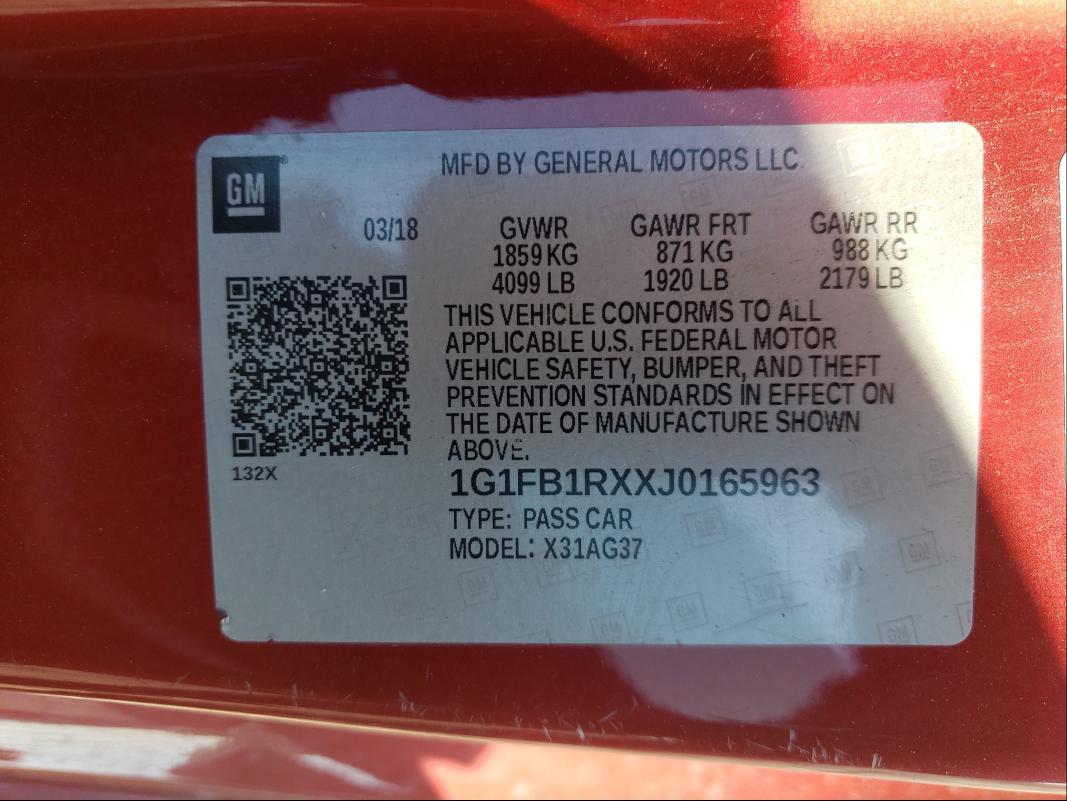 GM
MFD BY GENERAL MOTORS LLC
03/18 GVWR GAWR FRT GAWR RR
1859 KG 871 KG 988 KG
4099 LB 1920 LB 2179 LB
THIS VEHICLE CONFORMS TO ALL
APPLICABLE U.S. FEDERAL MOTOR
VEHICLE SAFETY, BUMPER, AND THEFT
PREVENTION STANDARDS IN EFFECT ON
THE DATE OF MANUFACTURE SHOWN
ABOVE.
132X
1G1FB1RXXJ0165963
TYPE: PASS CAR
MODEL: X31AG37